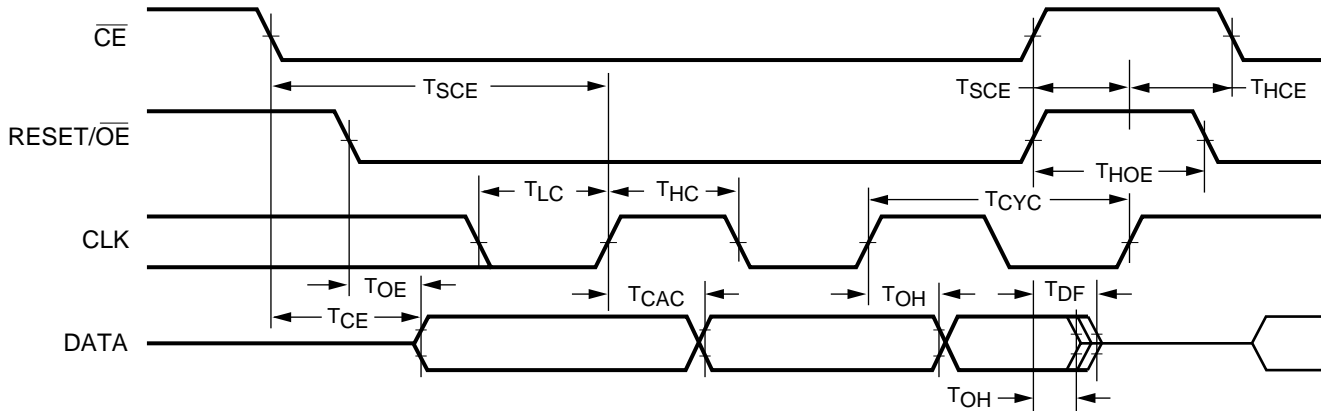 CE
TSCE TSCE THCE
RESET/OE
TLC THC THOE
TCYC
CLK
TOE TCAC TOH TDF
TCE
DATA
TOH